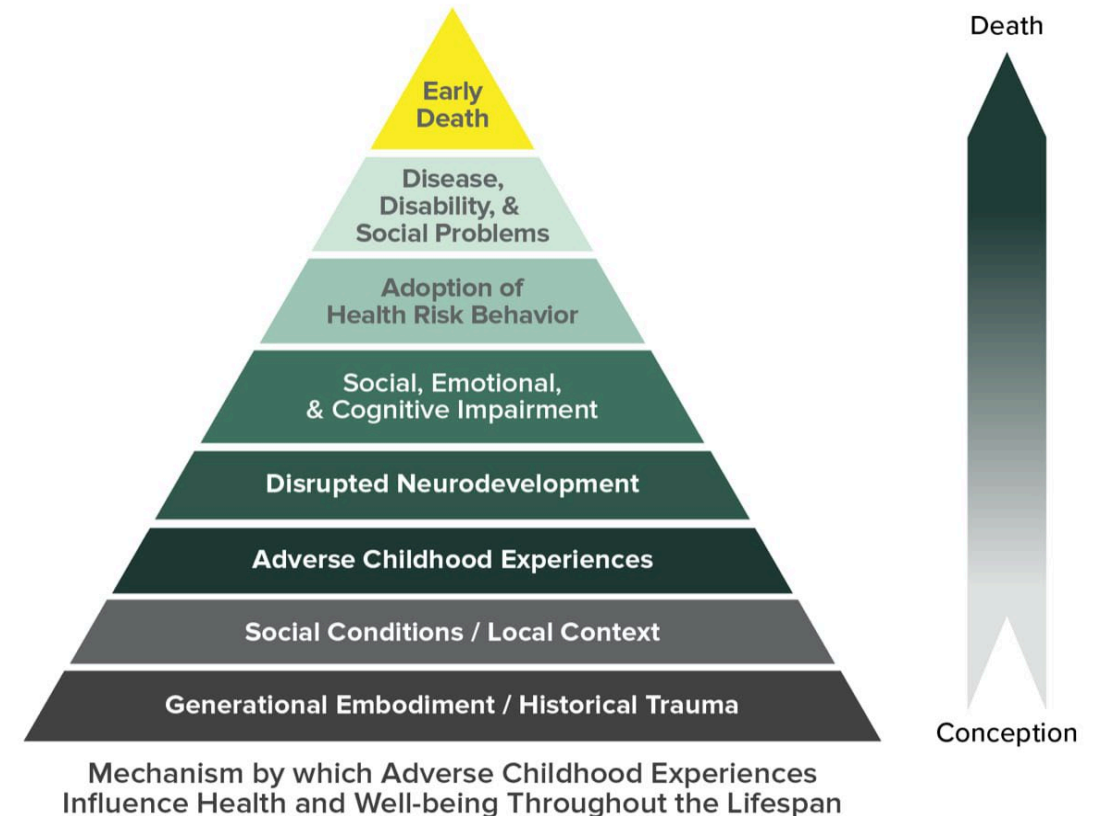 Early
Death
Disease,
Disability, &
Social Problems
Adoption of
Health Risk Behavior
Social, Emotional,
& Cognitive Impairment
Disrupted Neurodevelopment
Adverse Childhood Experiences
Social Conditions / Local Context
Generational Embodiment / Historical Trauma
Mechanism by which Adverse Childhood Experiences
Influence Health and Well-being Throughout the Lifespan
Death
Conception